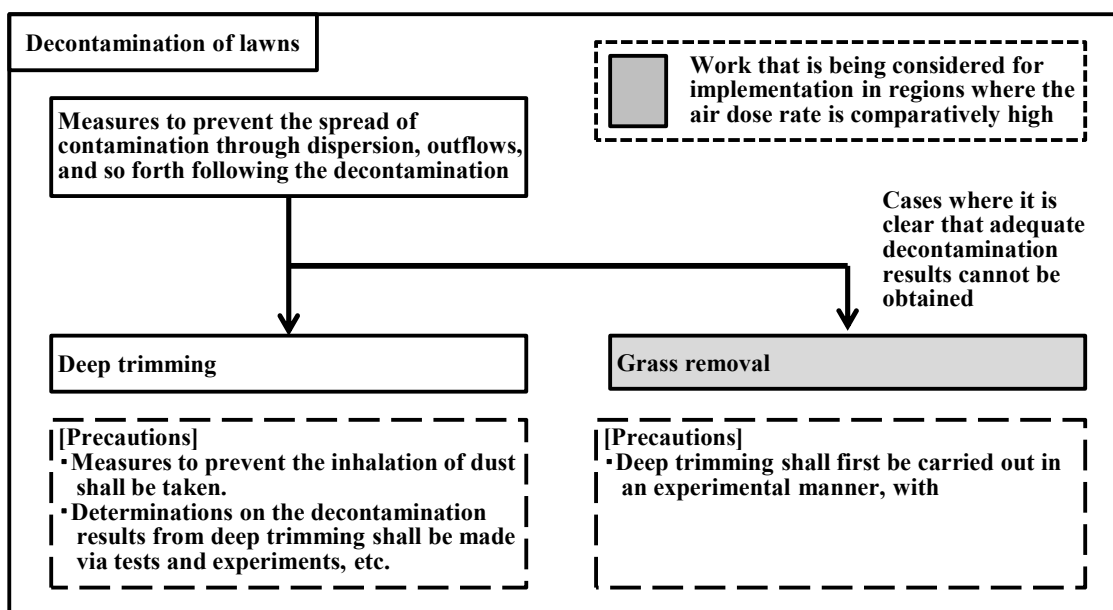 Decontamination of lawns
Work that is being considered for
implementation in regions where the
air dose rate is comparatively high
Measures to prevent the spread of
contamination through dispersion, outflows,
and so forth following the decontamination
Cases where it is
clear that adequate
decontamination
results cannot be
obtained
Deep trimming
Grass removal
[Precautions]
・Measures to prevent the inhalation of dust
shall be taken.
・Determinations on the decontamination
results from deep trimming shall be made
via tests and experiments, etc.
[Precautions]
・Deep trimming shall first be carried out in
an experimental manner, with